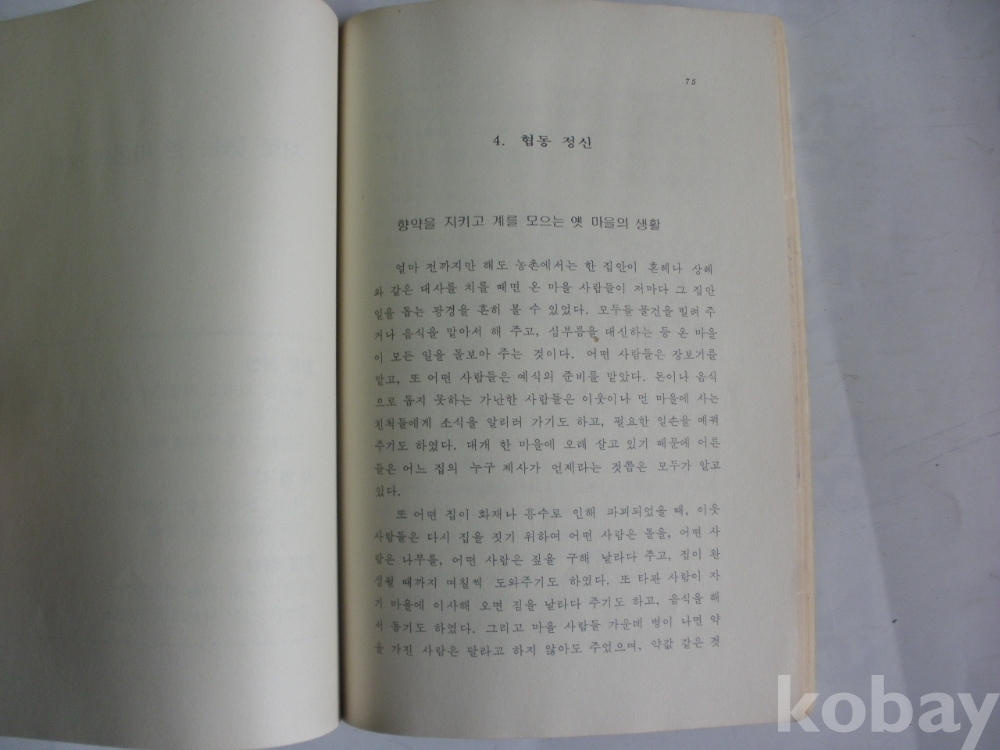 75
4. 협동 정신
향약을 지키고 계를 모으는 옛 마을의 생활
얼마 전까지만 해도 농촌에서는 한 집안이 혼례나 상례
와 같은 대사를 치를 때면 온 마을 사람들이 저마다 그 집안
일을 돕는 광경을 흔히 볼 수 있었다. 모두들 물건을 빌려 주
거나 음식을 맡아서 해 주고, 심부름을 대신하는 등 온 마을
이 모든 일을 돌보아 주는 것이다. 어떤 사람들은 장보기를
맡고, 또 어떤 사람들은 예식의 준비를 맡았다. 돈이나 음식
으로 돕지 못하는 가난한 사람들은 이웃이나 먼 마을에 사는
친척들에게 소식을 알리러 가기도 하고, 필요한 일손을 메꿔
주기도 하였다. 대개 한 마을에 오래 살고 있기 때문에 어른
들은 어느 집의 누구 제사가 언제라는 것쯤은 모두가 알고
있다.
또 어떤 집이 화재나 홍수로 인해 파괴되었을 때, 이웃
사람들은 다시 집을 짓기 위하여 어떤 사람은 돌을, 어떤 사
람은 나무를, 어떤 사람은 짚을 구해 날라다 주고, 집이 완
성될 때까지 며칠씩 도와주기도 하였다. 또 타관 사람이 자
기 마을에 이사해 오면 짐을 날라다 주기도 하고, 음식을 해
서 돕기도 하였다. 그리고 마을 사람들 가운데 병이 나면 약
을 가진 사람은 달라고 하지 않아도 주었으며, 약값 같은 것
kobay